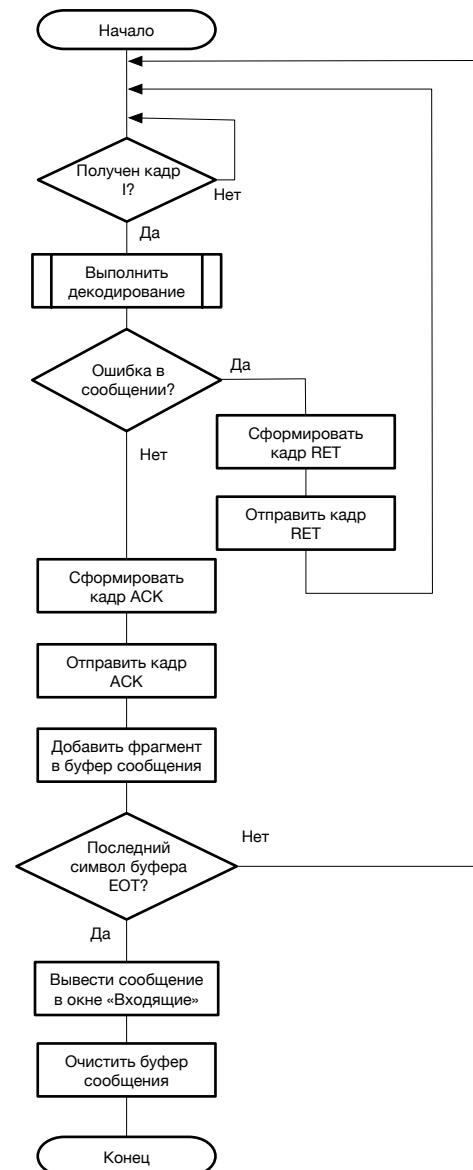 Начало
Получен кадр
I?
Нет
Да
Выполнить
декодирование
Ошибка в
сообщении?
Да
Нет
Сформировать
кадр RET
Отправить кадр
RET
Сформировать
кадр ACK
Отправить кадр
ACK
Добавить фрагмент
в буфер сообщения
Последний
символ буфера
EOT?
Нет
Да
Вывести сообщение
в окне «Входящие»
Очистить буфер
сообщения
Конец